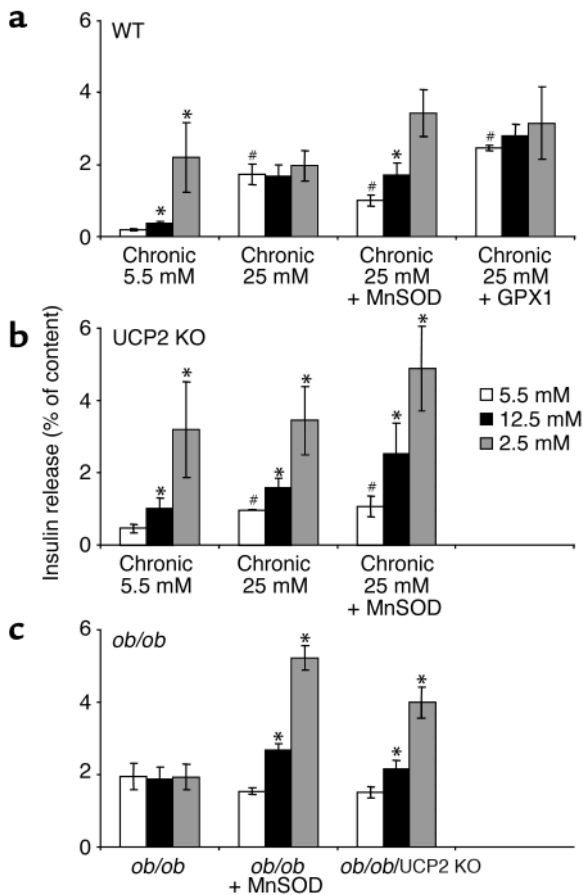 a
WT
6
4
2
0
* * # # * #
Chronic Chronic Chronic Chronic
5.5 mM 25 mM 25 mM 25 mM
+ MnSOD + GPX1
b
UCP2 KO
6
4
2
0
* * # * * # * *
5.5 mM
12.5 mM
2.5 mM
Insulin release (% of content)
Chronic Chronic Chronic
5.5 mM 25 mM 25 mM
+ MnSOD
c
ob/ob
6
4
2
0
* * * *
ob/ob ob/ob ob/ob/UCP2 KO
+ MnSOD